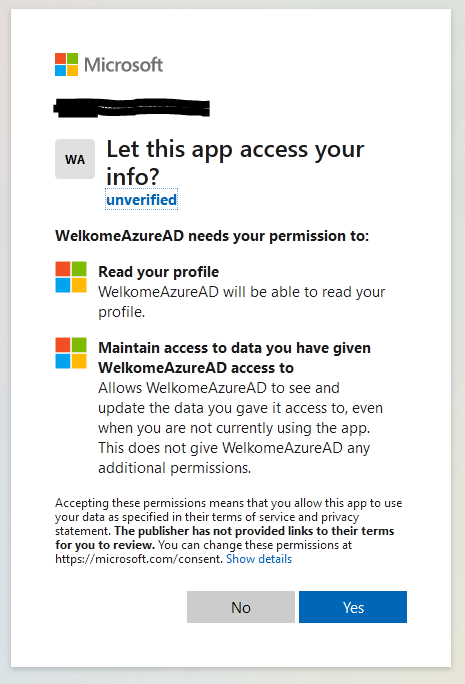 Microsoft
WA
Let this app access your
info?
unverified
WelkomeAzureAD needs your permission to:
Read your profile
WelkomeAzureAD will be able to read your
profile.
Maintain access to data you have given
WelkomeAzureAD access to
Allows WelkomeAzureAD to see and
update the data you gave it access to, even
when you are not currently using the app.
This does not give WelkomeAzureAD any
additional permissions.
Accepting these permissions means that you allow this app to use
your data as specified in their terms of service and privacy
statement. The publisher has not provided links to their terms
for you to review. You can change these permissions at
https://microsoft.com/consent. Show details
No
Yes